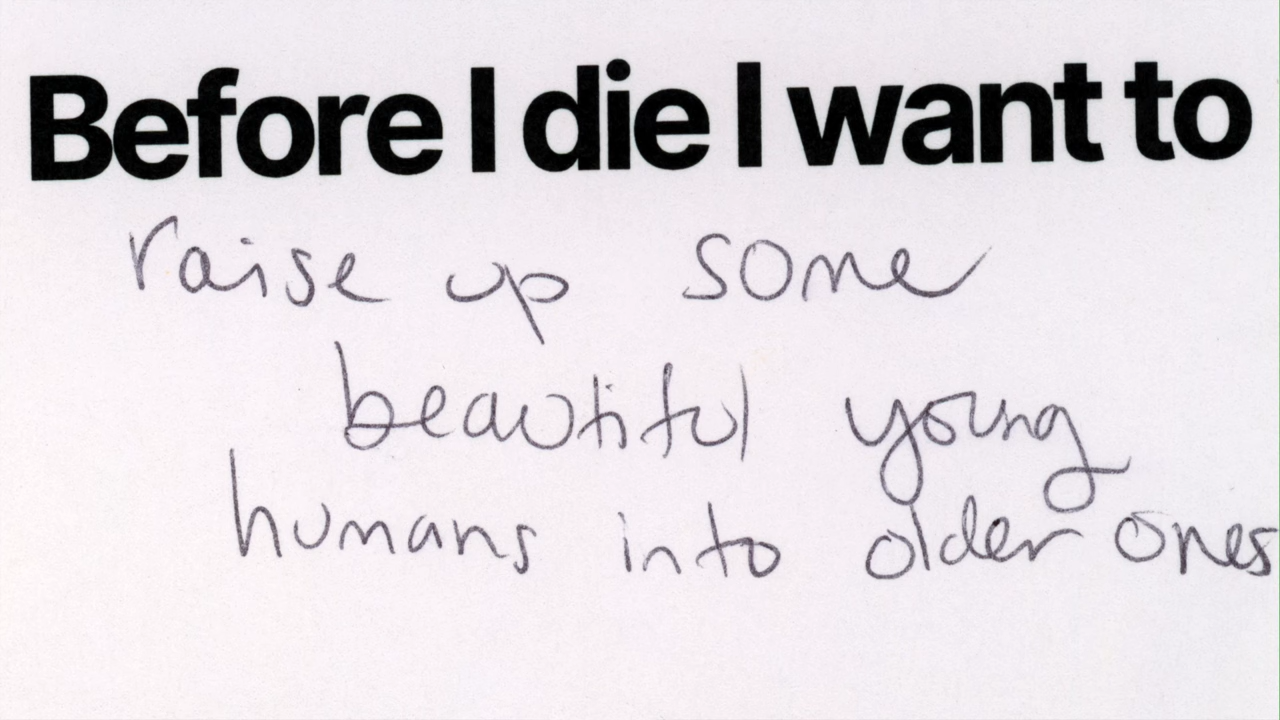 Before I die I want to
raise up some
beautiful young
humans into older ones